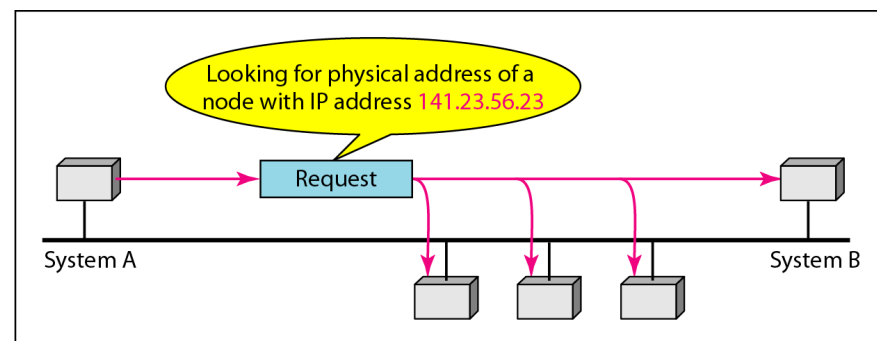 Looking for physical address of a
node with IP address 141.23.56.23
Request
System A
System B